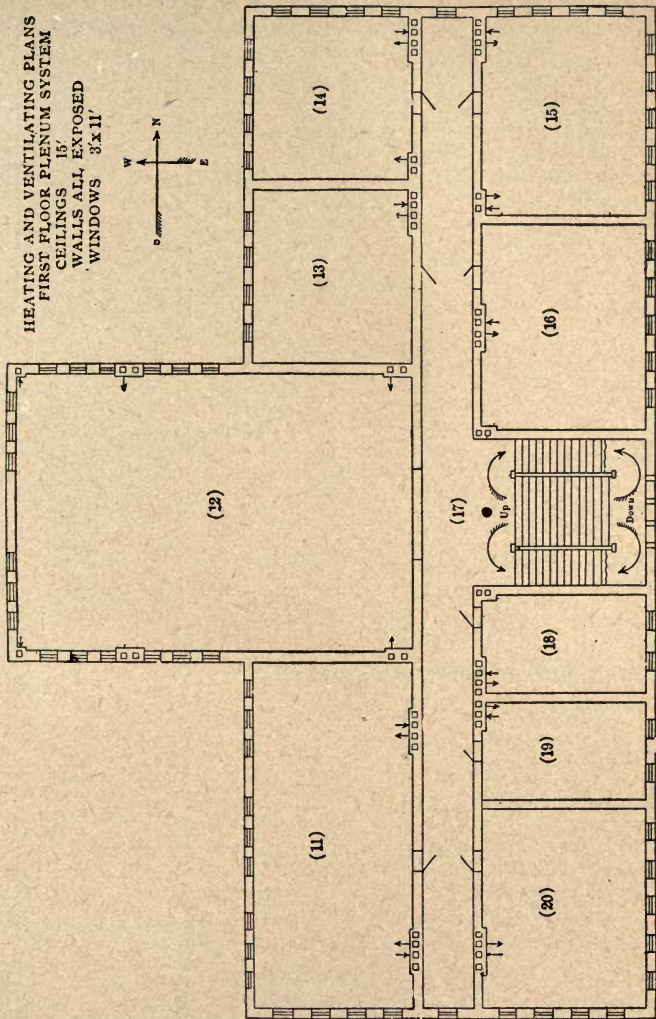 HEATING AND VENTILATING PLANS
FIRST FLOOR PLENUM SYSTEM
CEILINGS 15'
WALLS ALL EXPOSED
WINDOWS 3'x 11'
W
N
S
E
(14)
(15)
(13)
(16)
(12)
(17)
Up
Down
(18)
(11)
(19)
(20)